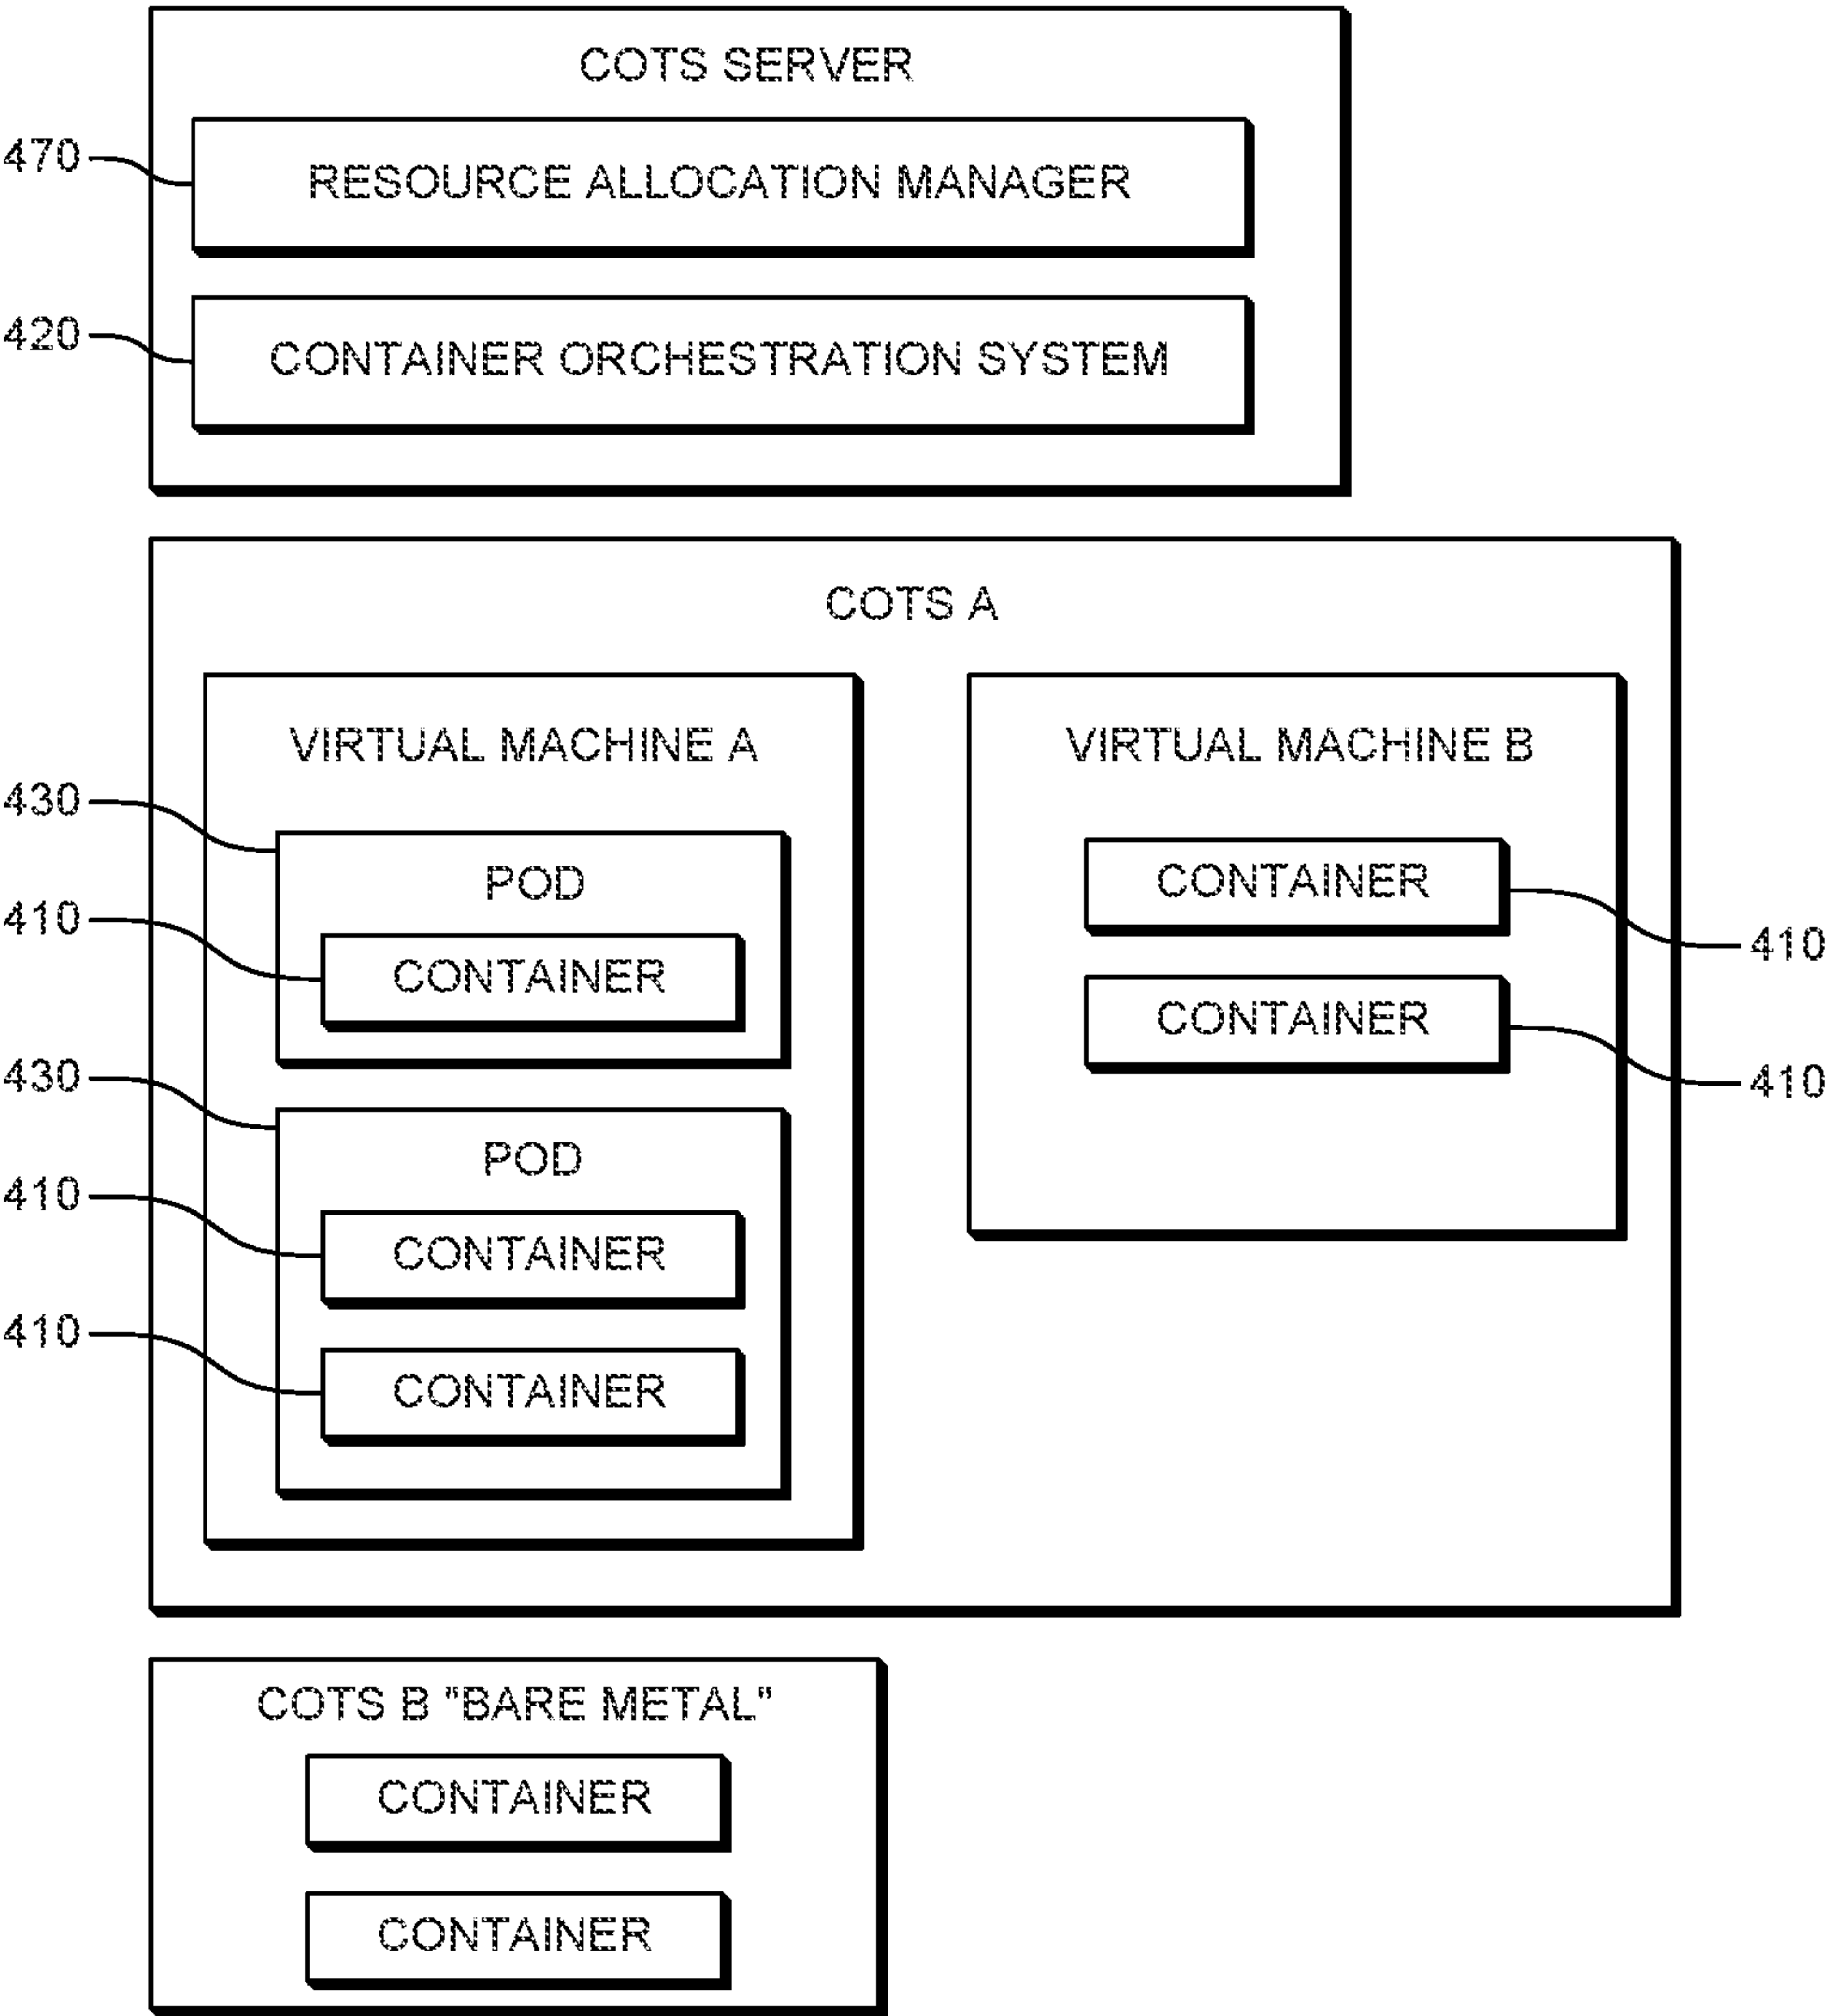 COTS SERVER
470
RESOURCE ALLOCATION MANAGER
420
CONTAINER ORCHESTRATION SYSTEM
COTS A
VIRTUAL MACHINE A
430
POD
410
CONTAINER
430
POD
410
CONTAINER
410
CONTAINER
VIRTUAL MACHINE B
CONTAINER
410
CONTAINER
410
COTS B "BARE METAL"
CONTAINER
CONTAINER